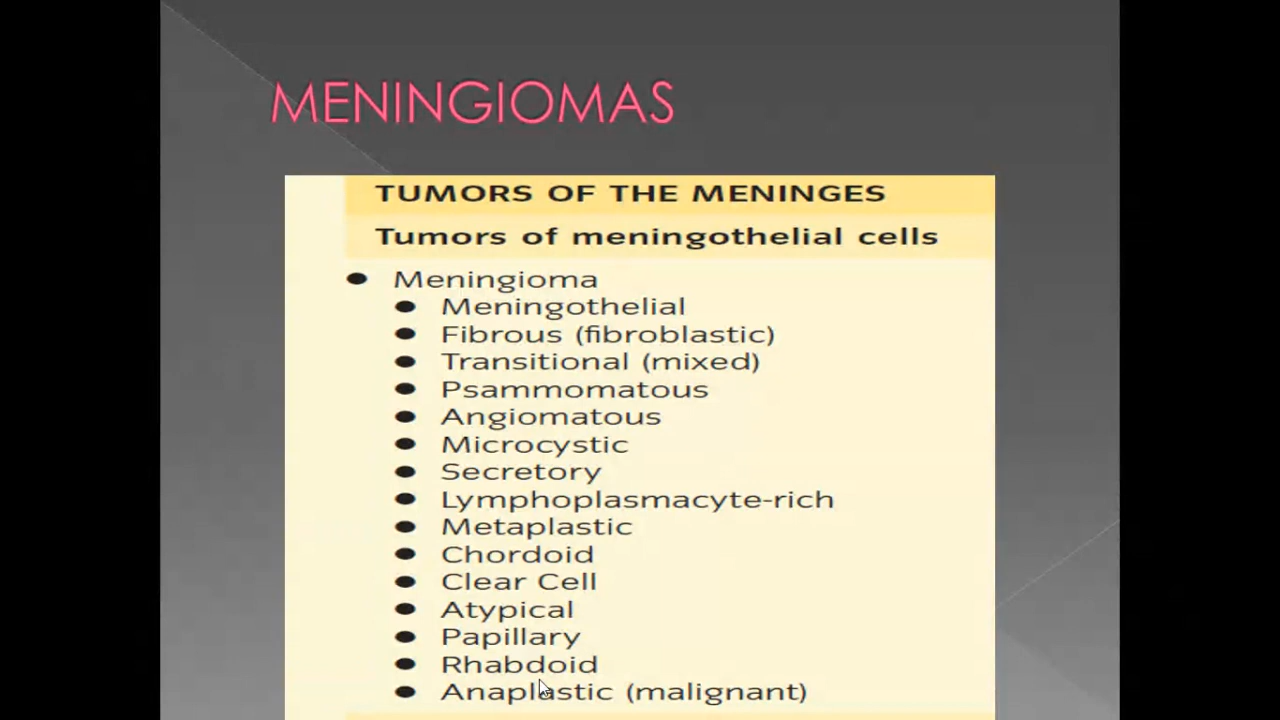 MENINGIOMAS
TUMORS OF THE MENINGES
Tumors of meningothelial cells
● Meningioma
● Meningothelial
● Fibrous (fibroblastic)
● Transitional (mixed)
● Psammomatous
● Angiomatous
● Microcystic
● Secretory
● Lymphoplasmacyte-rich
● Metaplastic
● Chordoid
● Clear Cell
● Atypical
● Papillary
● Rhabdoid
● Anaplastic (malignant)